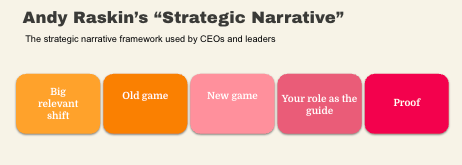 Andy Raskin’s “Strategic Narrative”
The strategic narrative framework used by CEOs and leaders
Big
relevant
shift
Old game
New game
Your role as the
guide
Proof